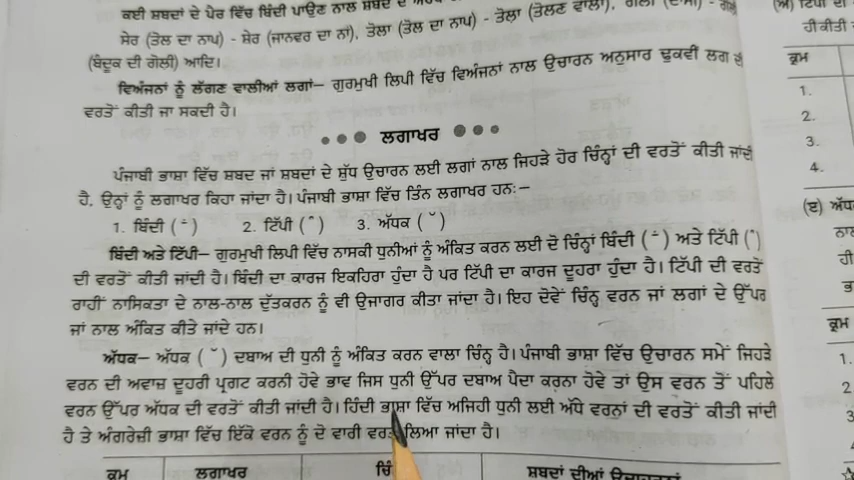 ਕਈ ਸ਼ਬਦਾਂ ਦੇ ਪੈਰ ਵਿੱਚ ਬਿੰਦੀ ਪਾਉਣ ਨਾਲ ਸ਼ਬਦ ਦੇ
ਸੇਰ (ਤੋਲ ਦਾ ਨਾਪ) - ਸ਼ੇਰ (ਜਾਨਵਰ ਦਾ ਨਾਂ), ਤੋਲਾ (ਤੋਲ ਦਾ ਨਾਪ) - ਤੋਲਾ (ਤੋਲਣ ਵਾਲਾ),
(ਬੰਦੂਕ ਦੀ ਗੋਲੀ) ਆਦਿ।
ਵਿਅੰਜਨਾਂ ਨੂੰ ਲੱਗਣ ਵਾਲੀਆਂ ਲਗਾਂ– ਗੁਰਮੁਖੀ ਲਿਪੀ ਵਿੱਚ ਵਿਅੰਜਨਾਂ ਨਾਲ ਉਚਾਰਨ ਅਨੁਸਾਰ ਢੁਕਵੀਂ ਲਗ ਦੀ
ਵਰਤੋਂ ਕੀਤੀ ਜਾ ਸਕਦੀ ਹੈ।
ਲਗਾਖਰ
ਪੰਜਾਬੀ ਭਾਸ਼ਾ ਵਿੱਚ ਸ਼ਬਦ ਜਾਂ ਸ਼ਬਦਾਂ ਦੇ ਸ਼ੁੱਧ ਉਚਾਰਨ ਲਈ ਲਗਾਂ ਨਾਲ ਜਿਹੜੇ ਹੋਰ ਚਿੰਨ੍ਹਾਂ ਦੀ ਵਰਤੋਂ ਕੀਤੀ ਜਾਂਦੀ
ਹੈ. ਉਨ੍ਹਾਂ ਨੂੰ ਲਗਾਖਰ ਕਿਹਾ ਜਾਂਦਾ ਹੈ। ਪੰਜਾਬੀ ਭਾਸ਼ਾ ਵਿੱਚ ਤਿੰਨ ਲਗਾਖਰ ਹਨ:–
1. ਬਿੰਦੀ ( ਂ ) 2. ਟਿੱਪੀ ( ੰ ) 3. ਅੱਧਕ ( ੱ )
ਬਿੰਦੀ ਅਤੇ ਟਿੱਪੀ– ਗੁਰਮੁਖੀ ਲਿਪੀ ਵਿੱਚ ਨਾਸਕੀ ਧੁਨੀਆਂ ਨੂੰ ਅੰਕਿਤ ਕਰਨ ਲਈ ਦੋ ਚਿੰਨ੍ਹਾਂ ਬਿੰਦੀ ( ਂ ) ਅਤੇ ਟਿੱਪੀ ( ੰ )
ਦੀ ਵਰਤੋਂ ਕੀਤੀ ਜਾਂਦੀ ਹੈ। ਬਿੰਦੀ ਦਾ ਕਾਰਜ ਇਕਹਿਰਾ ਹੁੰਦਾ ਹੈ ਪਰ ਟਿੱਪੀ ਦਾ ਕਾਰਜ ਦੂਹਰਾ ਹੁੰਦਾ ਹੈ। ਟਿੱਪੀ ਦੀ ਵਰਤੋਂ
ਰਾਹੀਂ ਨਾਸਿਕਤਾ ਦੇ ਨਾਲ-ਨਾਲ ਦੁੱਤਕਰਨ ਨੂੰ ਵੀ ਉਜਾਗਰ ਕੀਤਾ ਜਾਂਦਾ ਹੈ। ਇਹ ਦੋਵੇਂ ਚਿੰਨ੍ਹ ਵਰਨ ਜਾਂ ਲਗਾਂ ਦੇ ਉੱਪਰ
ਜਾਂ ਨਾਲ ਅੰਕਿਤ ਕੀਤੇ ਜਾਂਦੇ ਹਨ।
ਅੱਧਕ– ਅੱਧਕ ( ੱ ) ਦਬਾਅ ਦੀ ਧੁਨੀ ਨੂੰ ਅੰਕਿਤ ਕਰਨ ਵਾਲਾ ਚਿੰਨ੍ਹ ਹੈ। ਪੰਜਾਬੀ ਭਾਸ਼ਾ ਵਿੱਚ ਉਚਾਰਨ ਸਮੇਂ ਜਿਹੜੇ
ਵਰਨ ਦੀ ਅਵਾਜ਼ ਦੂਹਰੀ ਪ੍ਰਗਟ ਕਰਨੀ ਹੋਵੇ ਭਾਵ ਜਿਸ ਧੁਨੀ ਉੱਪਰ ਦਬਾਅ ਪੈਦਾ ਕਰਨਾ ਹੋਵੇ ਤਾਂ ਉਸ ਵਰਨ ਤੋਂ ਪਹਿਲੇ
ਵਰਨ ਉੱਪਰ ਅੱਧਕ ਦੀ ਵਰਤੋਂ ਕੀਤੀ ਜਾਂਦੀ ਹੈ। ਹਿੰਦੀ ਭਾਸ਼ਾ ਵਿੱਚ ਅਜਿਹੀ ਧੁਨੀ ਲਈ ਅੱਧੇ ਵਰਨਾਂ ਦੀ ਵਰਤੋਂ ਕੀਤੀ ਜਾਂਦੀ
ਹੈ ਤੇ ਅੰਗਰੇਜ਼ੀ ਭਾਸ਼ਾ ਵਿੱਚ ਇੱਕੋ ਵਰਨ ਨੂੰ ਦੋ ਵਾਰੀ ਲਿਆ ਜਾਂਦਾ ਹੈ।
ਕ੍ਰਮ ਲਗਾਖਰ ਸ਼ਬਦਾਂ ਦੀਆਂ ਉਦਾਹਰਨਾਂ
(ਅ) ਟਿੱਪੀ ਦੀ
ਹੀ ਕੀਤੀ
ਕ੍ਰਮ
1.
2.
3.
4.
(ੲ) ਅੱਧਕ
ਨਾਲ
ਹੀ
ਕ੍ਰਮ
1.
2
3.